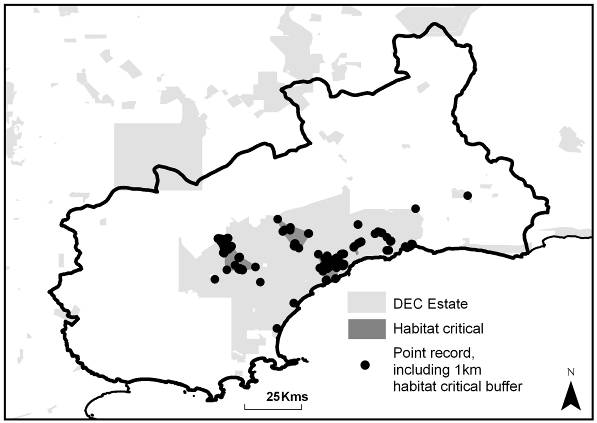 DEC Estate
Habitat critical
Point record,
including 1km
habitat critical buffer
N
25Kms